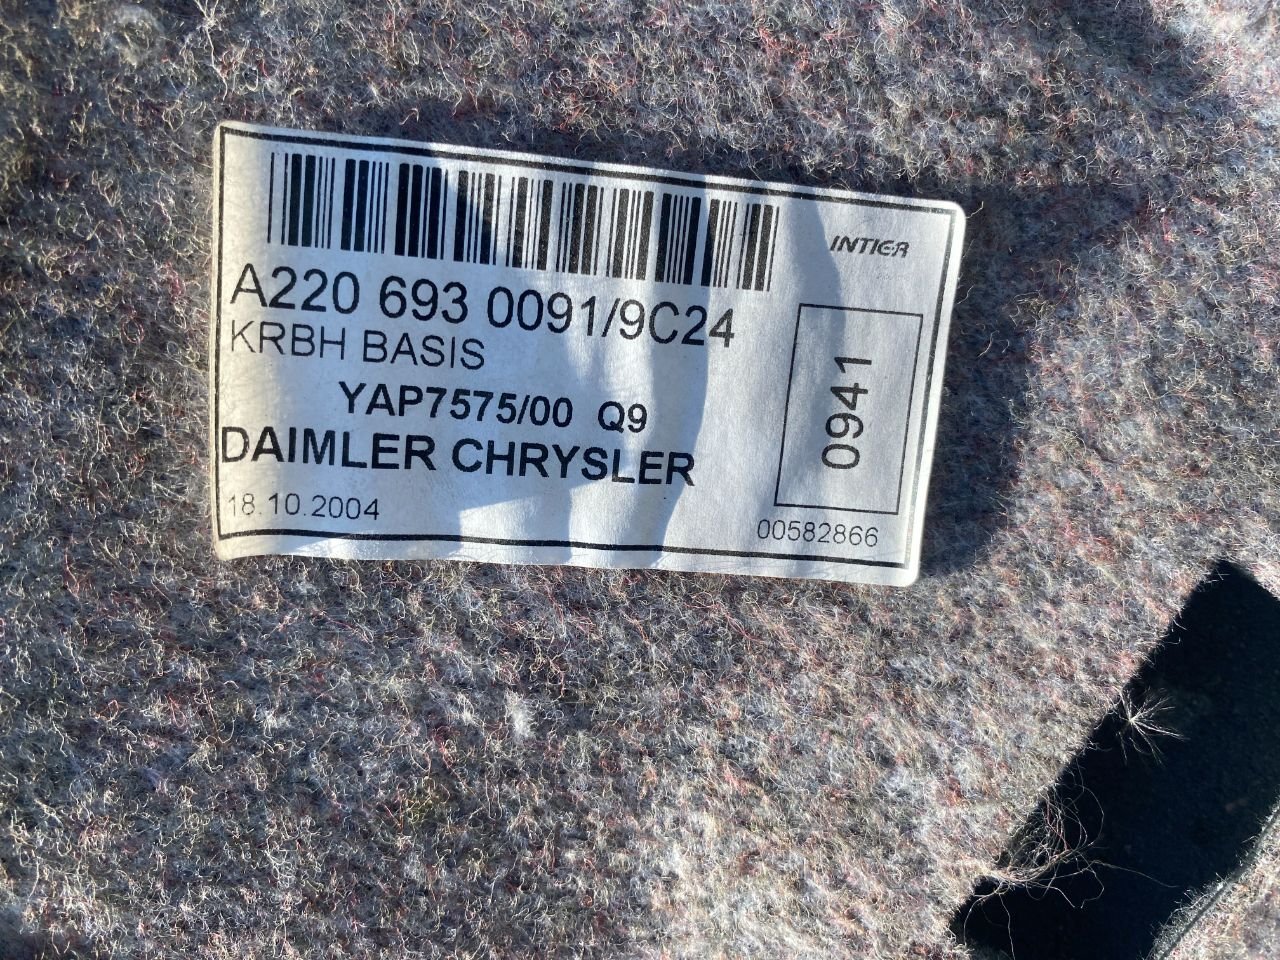 INTIER
A220 693 0091/9C24
KRBH BASIS
YAP7575/00 Q9
DAIMLER CHRYSLER
18.10.2004
0941
00582866